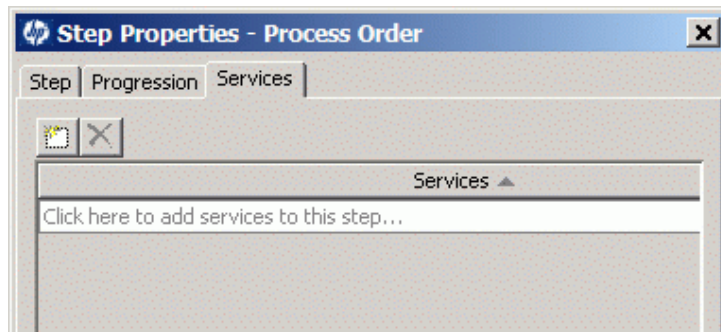 Step Properties - Process Order
Step Progression Services
Services
Click here to add services to this step...